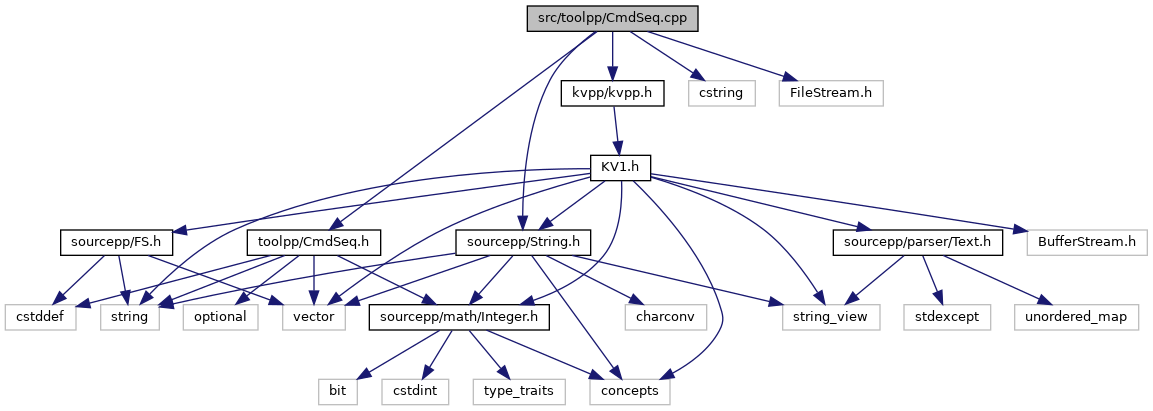 src/toolpp/CmdSeq.cpp
kvpp/kvpp.h
cstring
FileStream.h
KV1.h
sourcepp/FS.h
toolpp/CmdSeq.h
sourcepp/String.h
sourcepp/parser/Text.h
BufferStream.h
cstddef
string
optional
vector
sourcepp/math/Integer.h
charconv
string_view
stdexcept
unordered_map
bit
cstdint
type_traits
concepts